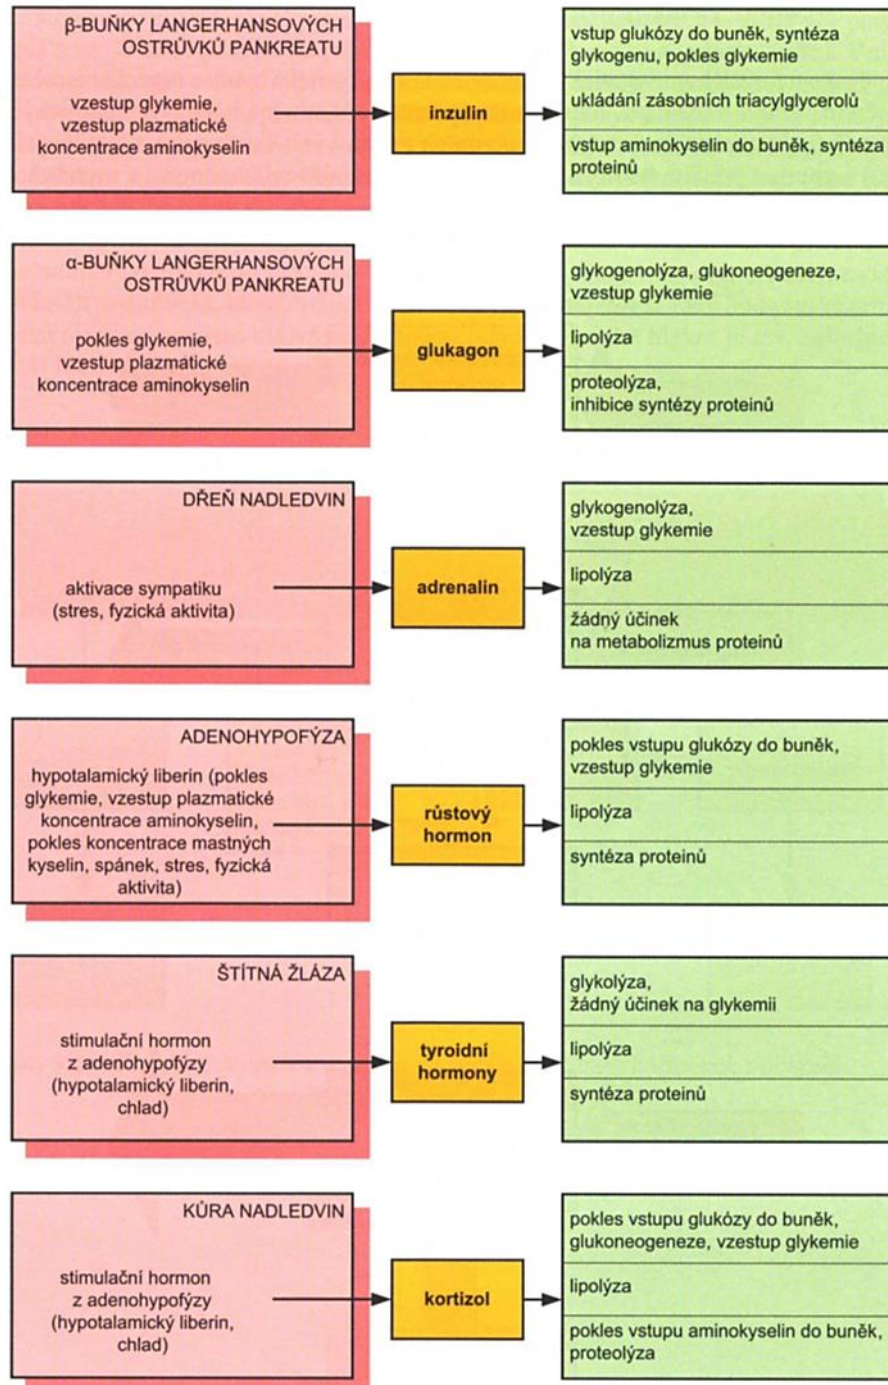 β-BUŇKY LANGERHANSOVÝCH
OSTRŮVKŮ PANKREATU
vzestup glykemie,
vzestup plazmatické
koncentrace aminokyselin
inzulin
vstup glukózy do buněk, syntéza
glykogenu, pokles glykemie
ukládání zásobních triacylglycerolů
vstup aminokyselin do buněk, syntéza
proteinů
α-BUŇKY LANGERHANSOVÝCH
OSTRŮVKŮ PANKREATU
pokles glykemie,
vzestup plazmatické
koncentrace aminokyselin
glukagon
glykogenolýza, glukoneogeneze,
vzestup glykemie
lipolýza
proteolýza,
inhibice syntézy proteinů
DŘEŇ NADLEDVIN
aktivace sympatiku
(stres, fyzická aktivita)
adrenalin
glykogenolýza,
vzestup glykemie
lipolýza
žádný účinek
na metabolizmus proteinů
ADENOHYPOFÝZA
hypotalamický liberin (pokles
glykemie, vzestup plazmatické
koncentrace aminokyselin,
pokles koncentrace mastných
kyselin, spánek, stres, fyzická
aktivita)
růstový
hormon
pokles vstupu glukózy do buněk,
vzestup glykemie
lipolýza
syntéza proteinů
ŠTÍTNÁ ŽLÁZA
stimulační hormon
z adenohypofýzy
(hypotalamický liberin,
chlad)
tyroidní
hormony
glykolýza,
žádný účinek na glykemii
lipolýza
syntéza proteinů
KŮRA NADLEDVIN
stimulační hormon
z adenohypofýzy
(hypotalamický liberin,
chlad)
kortizol
pokles vstupu glukózy do buněk,
glukoneogeneze, vzestup glykemie
lipolýza
pokles vstupu aminokyselin do buněk,
proteolýza